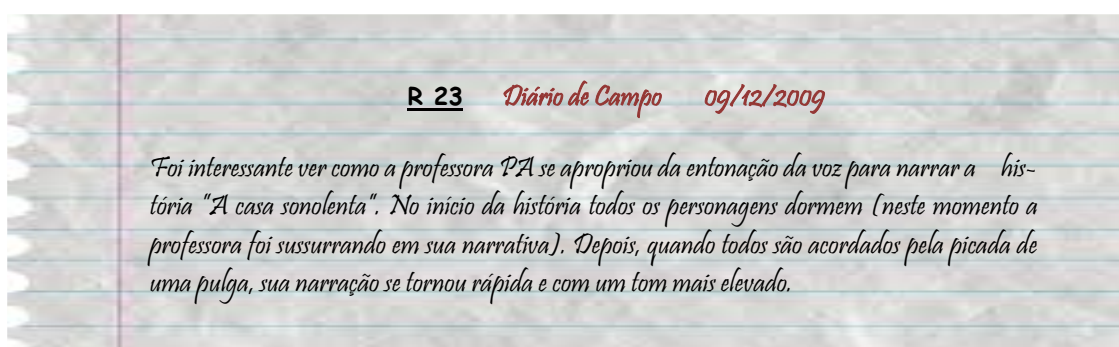 R 23 Diário de Campo 09/12/2009
Foi interessante ver como a professora PA se apropriou da entonação da voz para narrar a his-
tória "A casa sonolenta". No início da história todos os personagens dormem (neste momento a
professora foi sussurrando em sua narrativa). Depois, quando todos são acordados pela picada de
uma pulga, sua narração se tornou rápida e com um tom mais elevado.